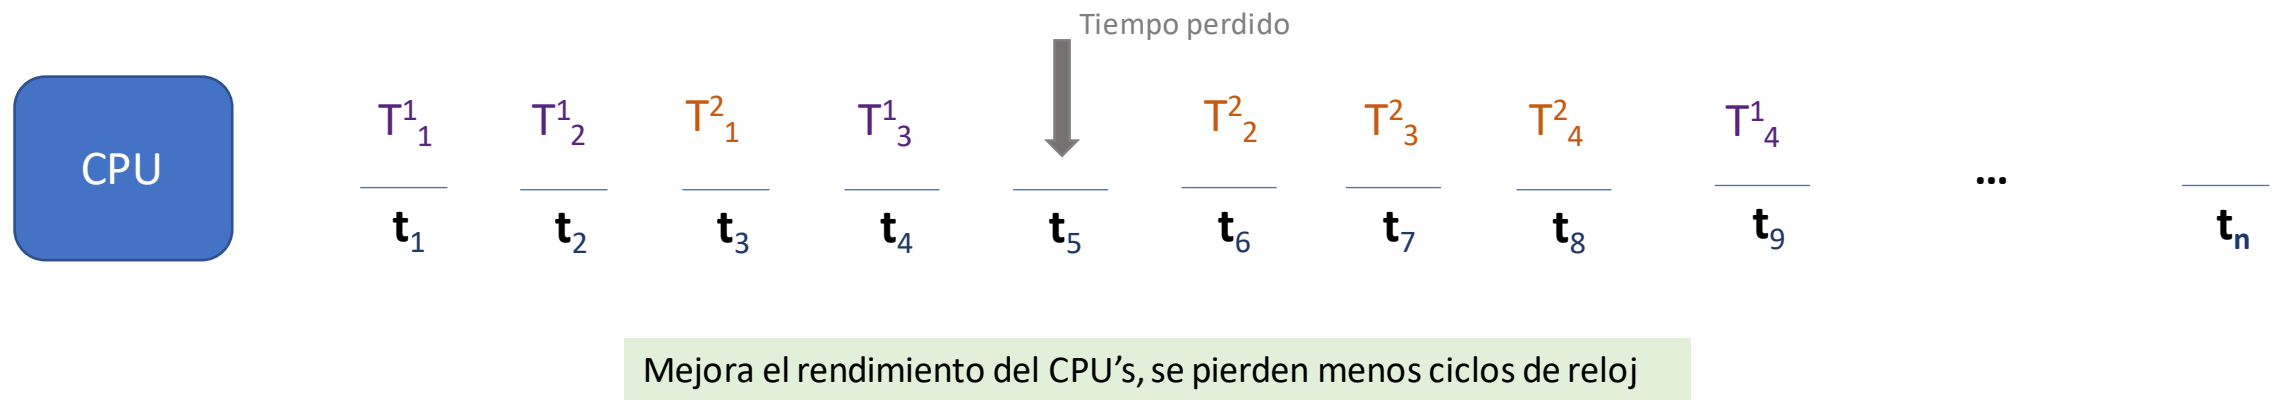 Tiempo perdido
CPU
T¹₁ T¹₂ T²₁ T¹₃ T²₂ T²₃ T²₄ T¹₄
...
t₁ t₂ t₃ t₄ t₅ t₆ t₇ t₈ t₉ tₙ
Mejora el rendimiento del CPU’s, se pierden menos ciclos de reloj